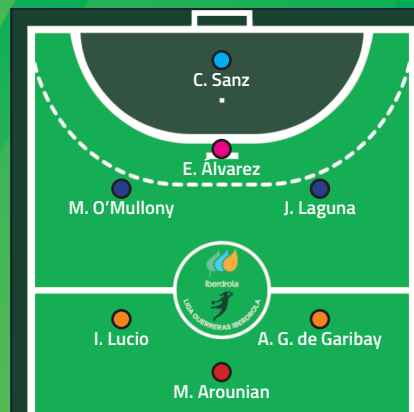 C. Sanz
E. Álvarez
M. O'Mullony
J. Laguna
Iberdrola
LIGA GUERRERAS IBERDROLA
I. Lucio
A. G. de Garibay
M. Arounian